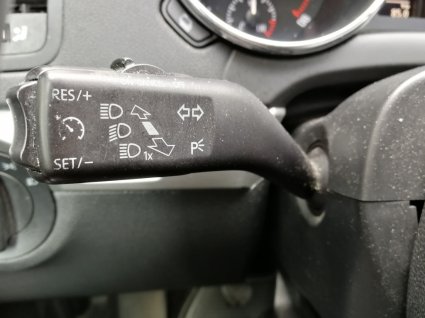 RES/+
SET/-
1x
P